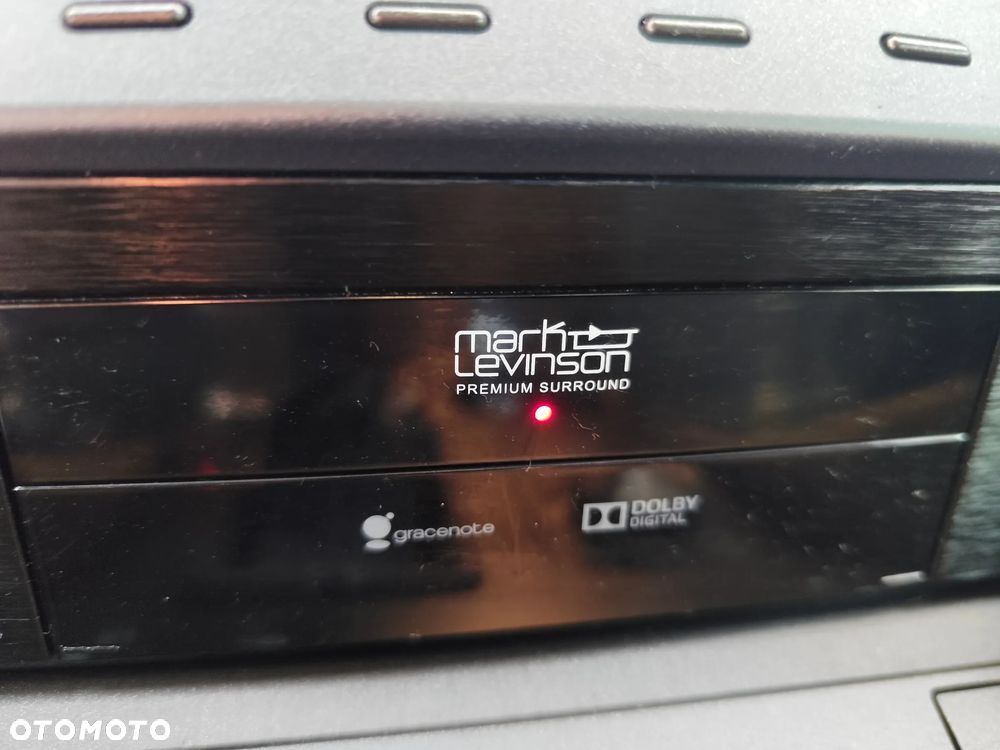 mark
Levinson
PREMIUM SURROUND
gracenote
DOLBY
DIGITAL
OTOMOTO